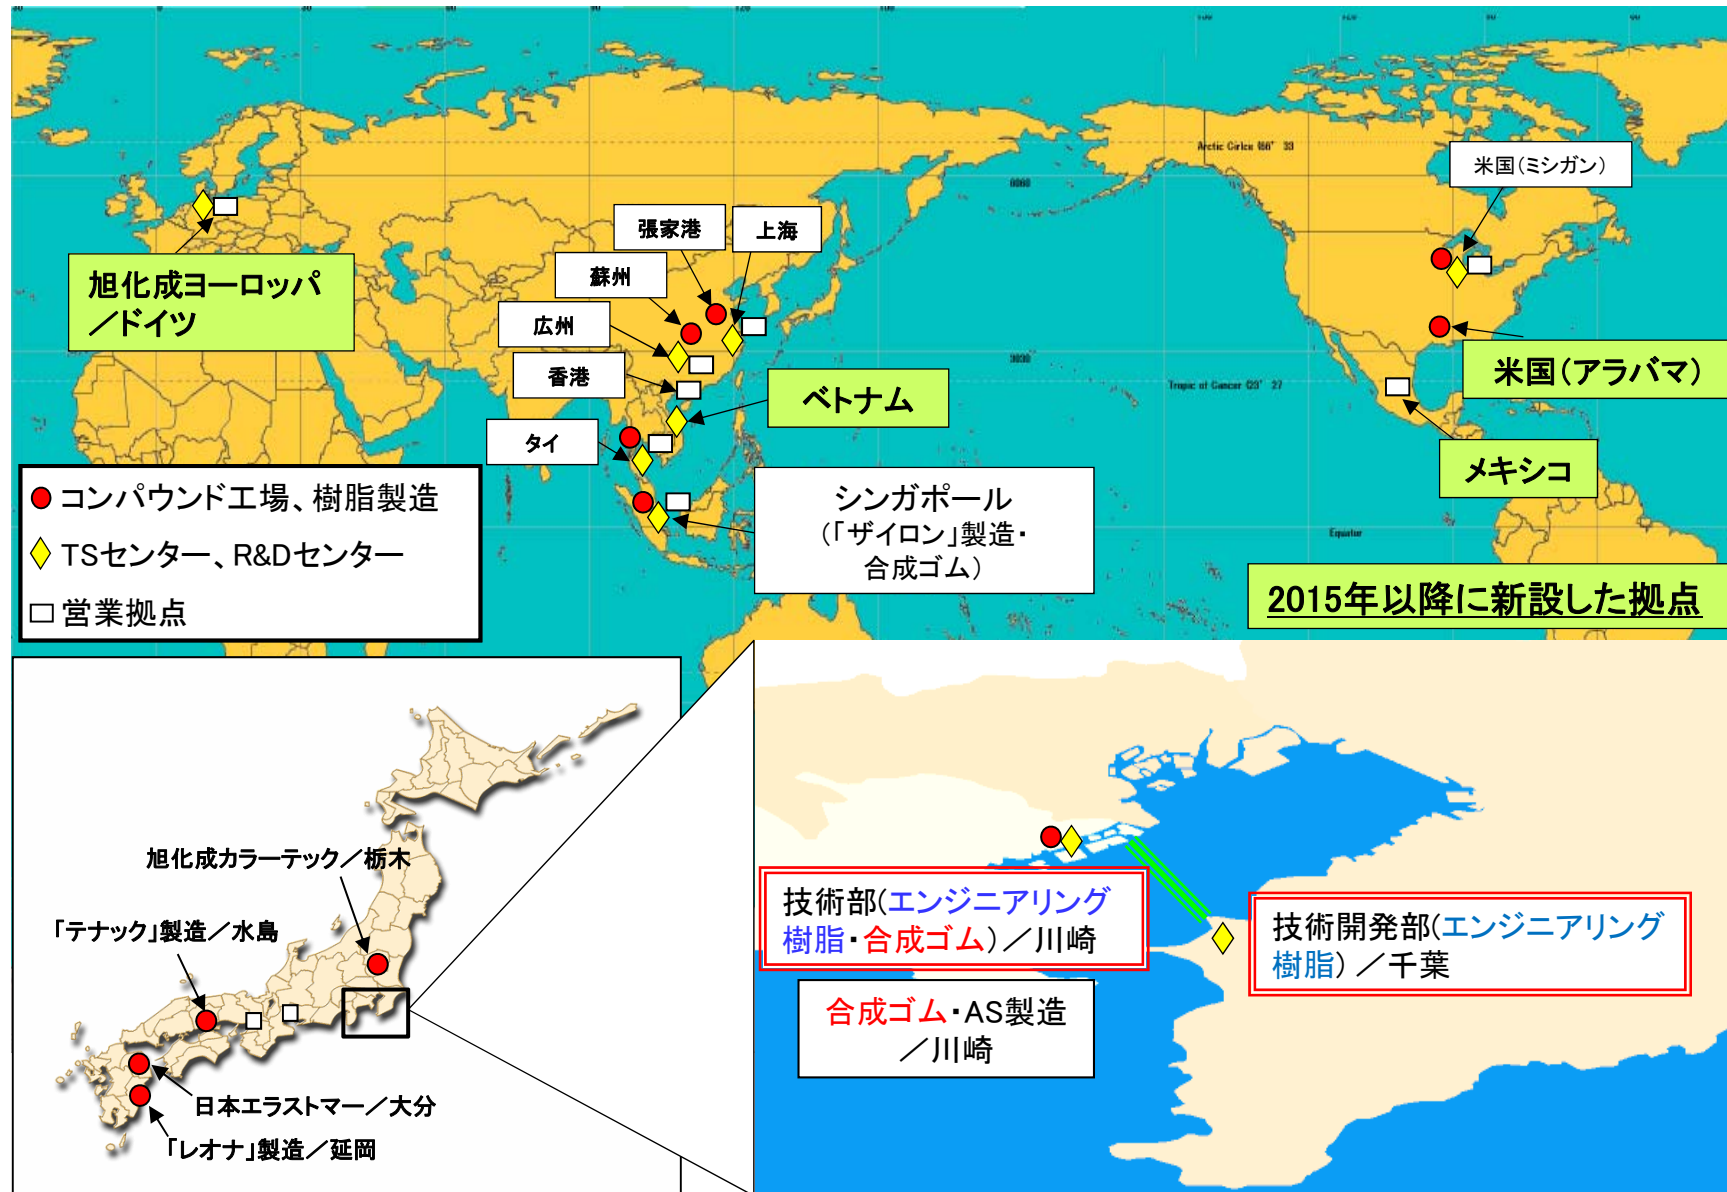 Arctic Cirlce (66° 33
米国(ミシガン)
張家港
上海
蘇州
旭化成ヨーロッパ
／ドイツ
広州
香港
米国(アラバマ)
Tropic of Cancer (23° 27
ベトナム
タイ
メキシコ
コンパウンド工場、樹脂製造
TSセンター、R&Dセンター
営業拠点
シンガポール
(「ザイロン」製造・
合成ゴム)
Equator
2015年以降に新設した拠点
旭化成カラーテック／栃木
「テナック」製造／水島
日本エラストマー／大分
「レオナ」製造／延岡
技術部(エンジニアリング
樹脂・合成ゴム)／川崎
合成ゴム・AS製造
／川崎
技術開発部(エンジニアリング
樹脂) ／千葉